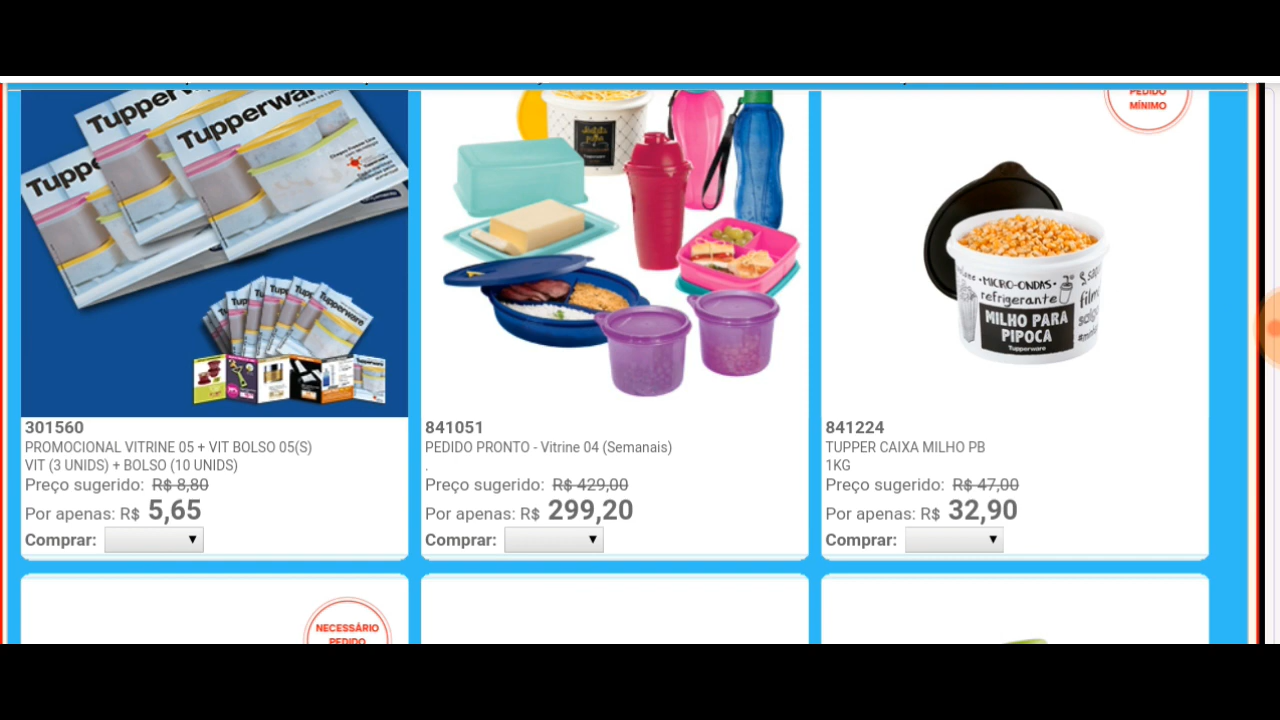 Tupperware
Tupperware
Tuppe
PEDIDO
MÍNIMO
MICRO-ONDAS
refrigerante
MILHO PARA
PIPOCA
Tupperware
301560
PROMOCIONAL VITRINE 05 + VIT BOLSO 05(S)
VIT (3 UNIDS) + BOLSO (10 UNIDS)
Preço sugerido: R$ 8,80
Por apenas: R$ 5,65
Comprar:
841051
PEDIDO PRONTO - Vitrine 04 (Semanais)
.
Preço sugerido: R$ 429,00
Por apenas: R$ 299,20
Comprar:
841224
TUPPER CAIXA MILHO PB
1KG
Preço sugerido: R$ 47,00
Por apenas: R$ 32,90
Comprar:
NECESSÁRIO
PEDIDO